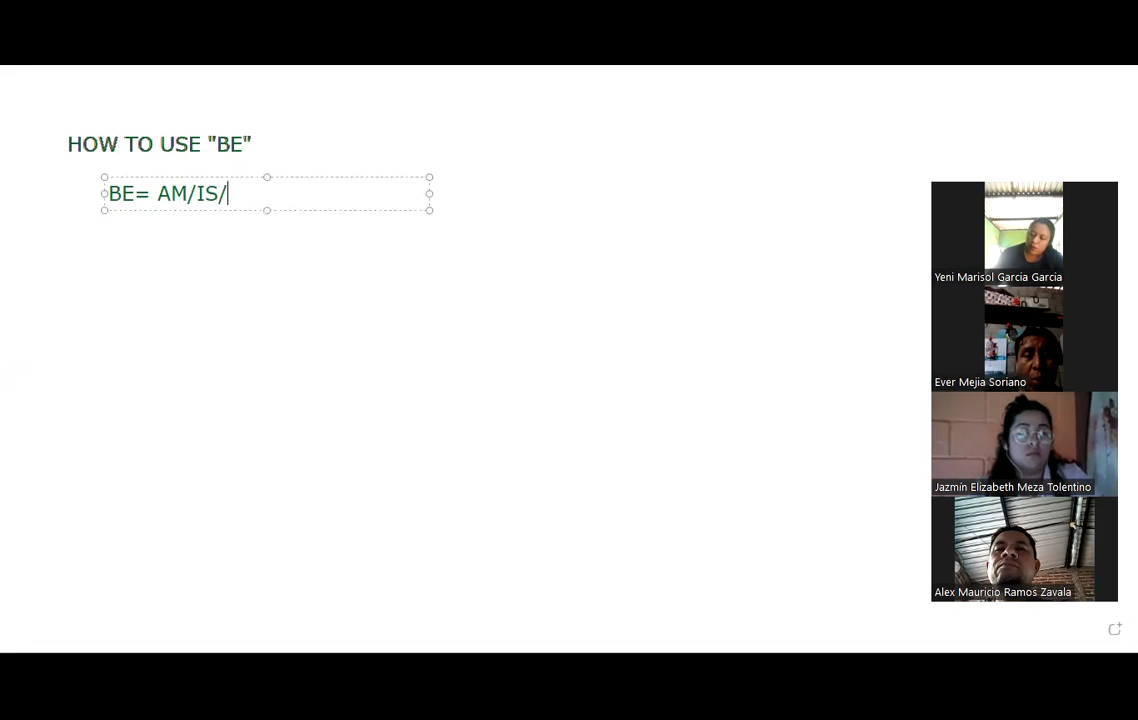 HOW TO USE "BE"
BE= AM/IS/
Yeni Marisol Garcia Garcia
Ever Mejia Soriano
Jazmín Elizabeth Meza Tolentino
Alex Mauricio Ramos Zavala